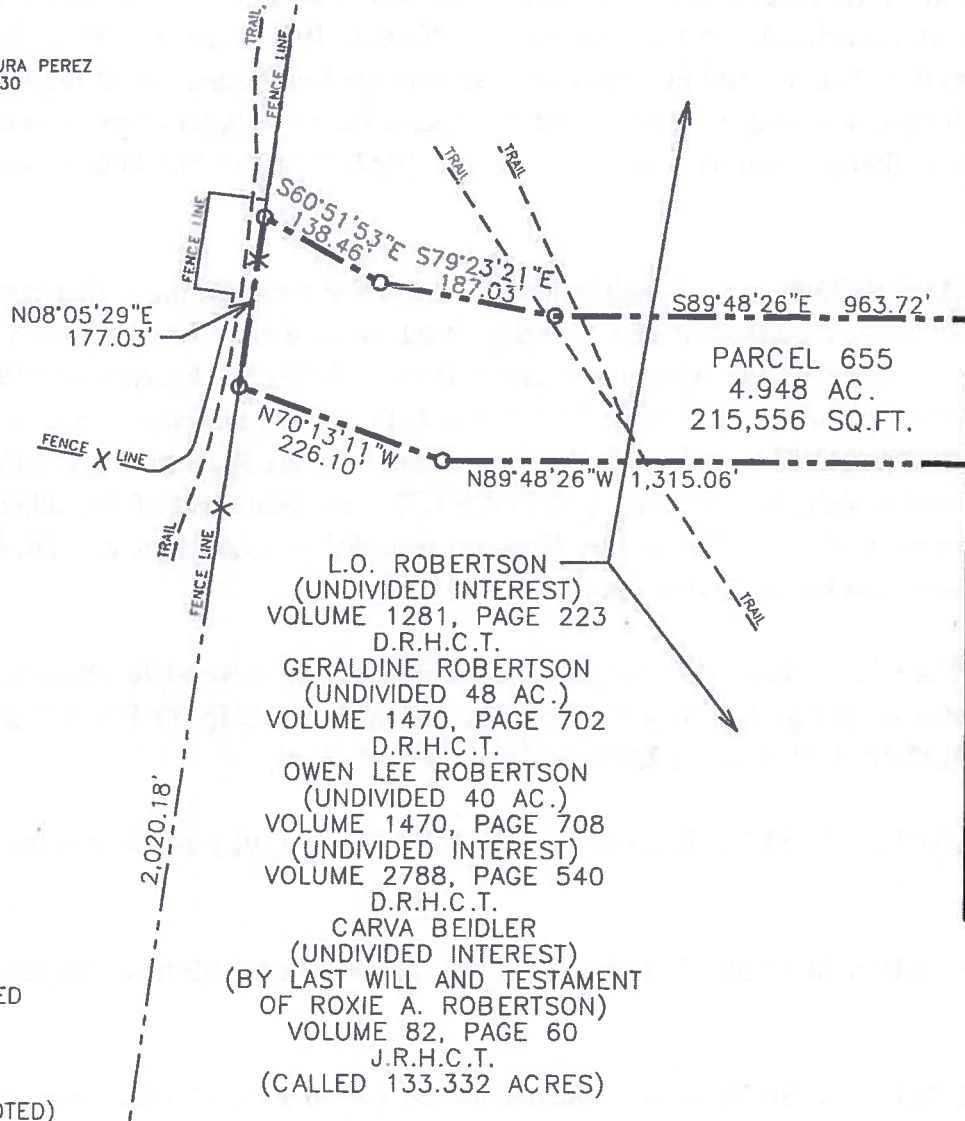 TRAIL
FENCE LINE
URA PEREZ
30
TRAIL
TRAIL
FENCE LINE
S60°51'53"E
138.46'
S79°23'21"E
187.03'
S89°48'26"E 963.72'
N08°05'29"E
177.03'
PARCEL 655
4.948 AC.
215,556 SQ.FT.
FENCE LINE
N70°13'11"W
226.10'
N89°48'26"W 1,315.06'
TRAIL
FENCE LINE
TRAIL
L.O. ROBERTSON
(UNDIVIDED INTEREST)
VOLUME 1281, PAGE 223
D.R.H.C.T.
GERALDINE ROBERTSON
(UNDIVIDED 48 AC.)
VOLUME 1470, PAGE 702
D.R.H.C.T.
OWEN LEE ROBERTSON
(UNDIVIDED 40 AC.)
VOLUME 1470, PAGE 708
(UNDIVIDED INTEREST)
VOLUME 2788, PAGE 540
D.R.H.C.T.
CARVA BEIDLER
(UNDIVIDED INTEREST)
(BY LAST WILL AND TESTAMENT
OF ROXIE A. ROBERTSON)
VOLUME 82, PAGE 60
J.R.H.C.T.
(CALLED 133.332 ACRES)
2,020.18'
ED
OTED)